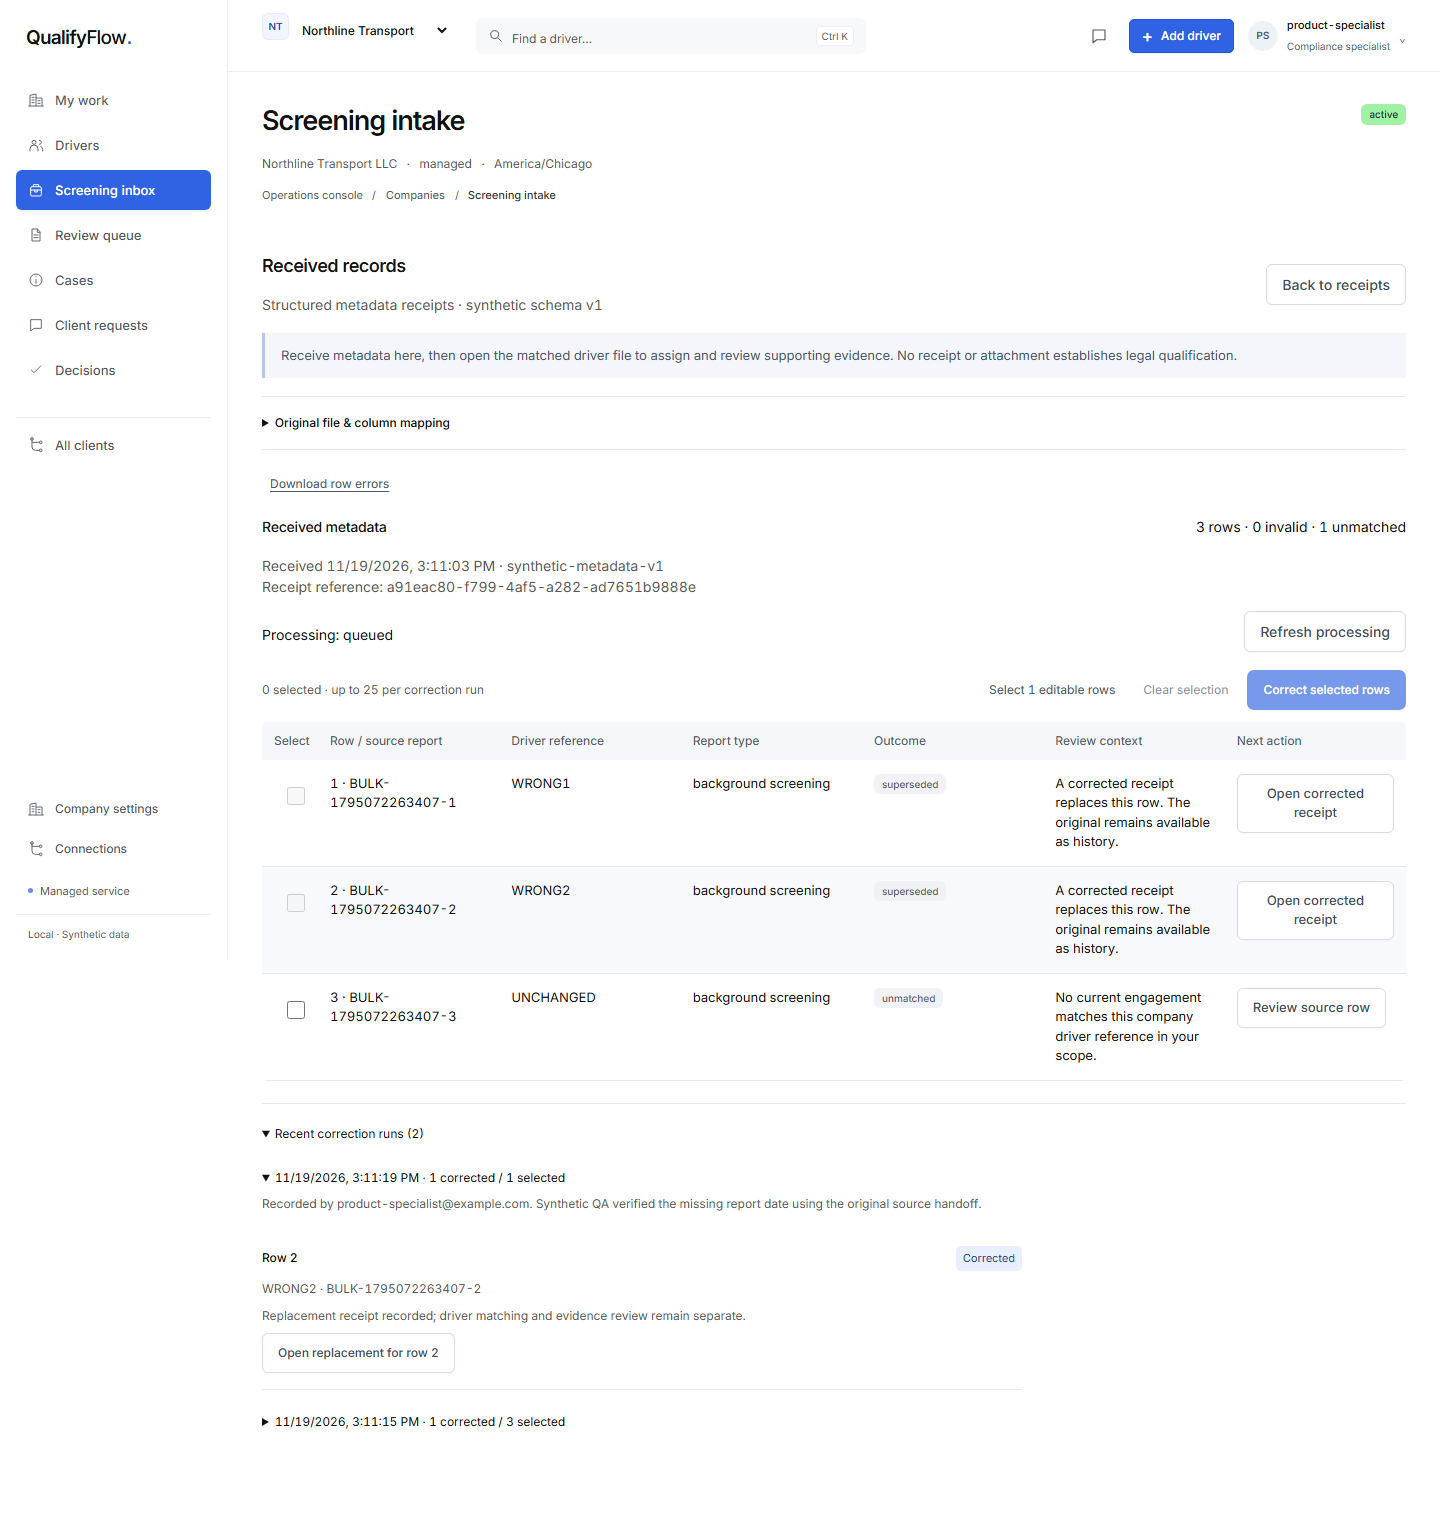 QualifyFlow.
NT
Northline Transport
Find a driver...
Ctrl K
+ Add driver
PS
product-specialist
Compliance specialist
My work
Drivers
Screening inbox
Review queue
Cases
Client requests
Decisions
All clients
Company settings
Connections
Managed service
Local · Synthetic data
Screening intake
active
Northline Transport LLC · managed · America/Chicago
Operations console / Companies / Screening intake
Received records
Structured metadata receipts · synthetic schema v1
Back to receipts
Receive metadata here, then open the matched driver file to assign and review supporting evidence. No receipt or attachment establishes legal qualification.
Original file & column mapping
Download row errors
Received metadata
3 rows · 0 invalid · 1 unmatched
Received 11/19/2026, 3:11:03 PM · synthetic-metadata-v1
Receipt reference: a91eac80-f799-4af5-a282-ad7651b9888e
Processing: queued
Refresh processing
0 selected · up to 25 per correction run
Select 1 editable rows
Clear selection
Correct selected rows
Select
Row / source report
Driver reference
Report type
Outcome
Review context
Next action
1 · BULK-
1795072263407-1
WRONG1
background screening
superseded
A corrected receipt
replaces this row. The
original remains available
as history.
Open corrected
receipt
2 · BULK-
1795072263407-2
WRONG2
background screening
superseded
A corrected receipt
replaces this row. The
original remains available
as history.
Open corrected
receipt
3 · BULK-
1795072263407-3
UNCHANGED
background screening
unmatched
No current engagement
matches this company
driver reference in your
scope.
Review source row
Recent correction runs (2)
11/19/2026, 3:11:19 PM · 1 corrected / 1 selected
Recorded by product-specialist@example.com. Synthetic QA verified the missing report date using the original source handoff.
Row 2
Corrected
WRONG2 · BULK-1795072263407-2
Replacement receipt recorded; driver matching and evidence review remain separate.
Open replacement for row 2
11/19/2026, 3:11:15 PM · 1 corrected / 3 selected